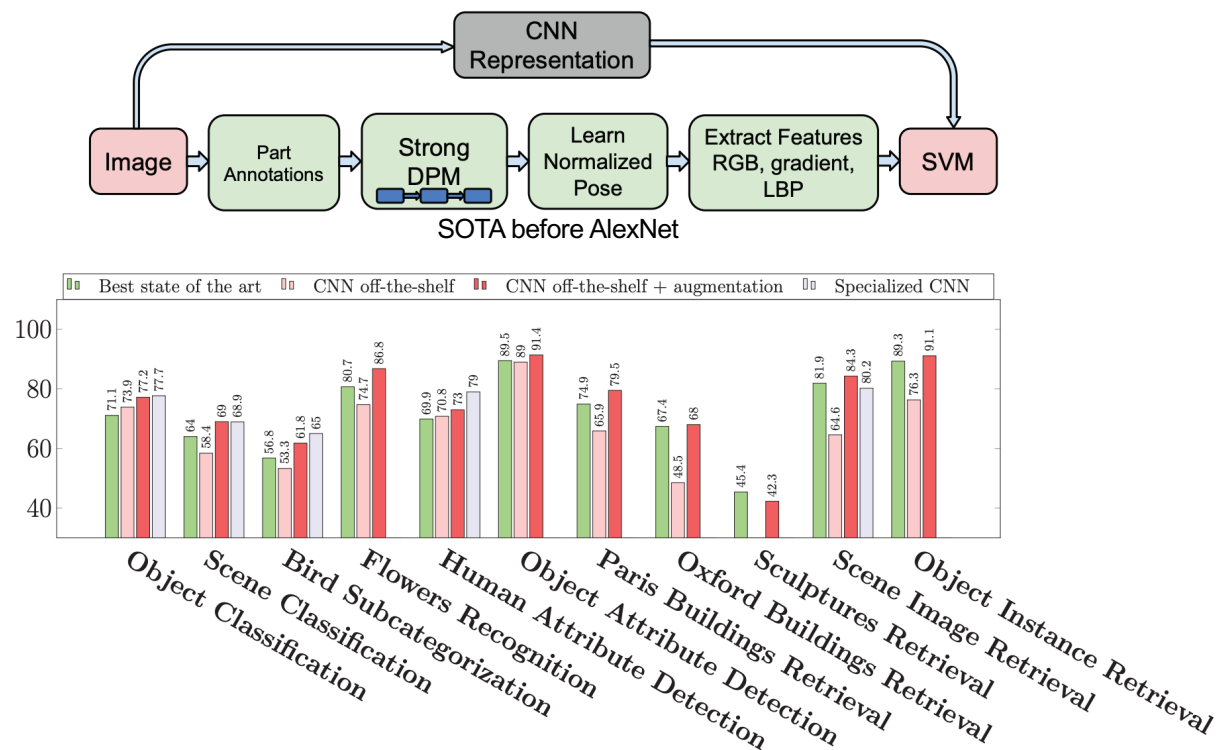 CNN
Representation
Image
Part
Annotations
Strong
DPM
Learn
Normalized
Pose
Extract Features
RGB, gradient,
LBP
SVM
SOTA before AlexNet
Best state of the art
CNN off-the-shelf
CNN off-the-shelf + augmentation
Specialized CNN
100
80
60
40
71.1
73.9
77.2
77.7
64
58.4
69
68.9
56.8
53.3
61.8
65
80.7
74.7
86.8
69.9
70.8
73
79
89.5
89
91.4
74.9
65.9
79.5
67.4
48.5
68
45.4
42.3
81.9
64.6
84.3
80.2
89.3
76.3
91.1
Object Classification
Scene Classification
Bird Subcategorization
Flowers Recognition
Human Attribute Detection
Object Attribute Detection
Paris Buildings Retrieval
Oxford Buildings Retrieval
Sculptures Retrieval
Scene Image Retrieval
Object Instance Retrieval